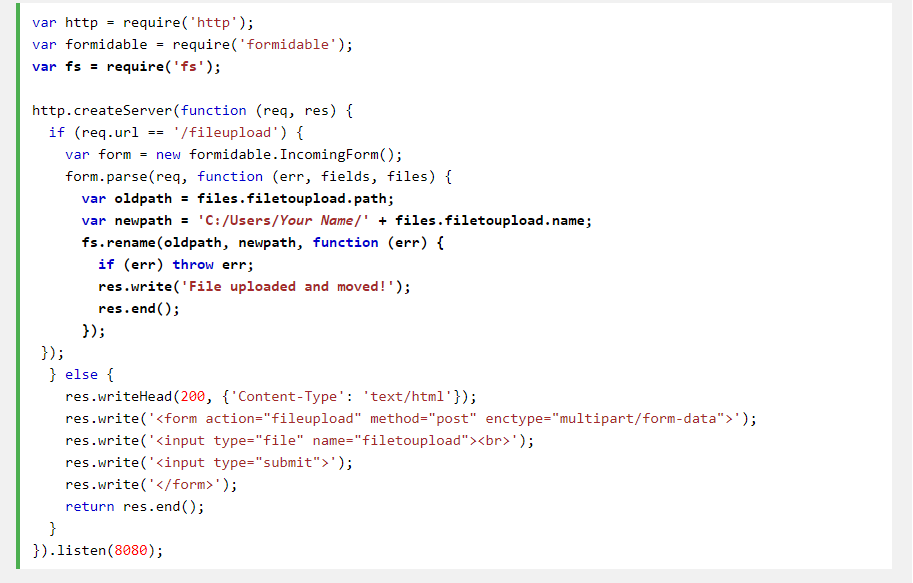 var http = require('http');
var formidable = require('formidable');
var fs = require('fs');
http.createServer(function (req, res) {
  if (req.url == '/fileupload') {
    var form = new formidable.IncomingForm();
    form.parse(req, function (err, fields, files) {
      var oldpath = files.filetoupload.path;
      var newpath = 'C:/Users/Your Name/' + files.filetoupload.name;
      fs.rename(oldpath, newpath, function (err) {
        if (err) throw err;
        res.write('File uploaded and moved!');
        res.end();
      });
 });
  } else {
    res.writeHead(200, {'Content-Type': 'text/html'});
    res.write('<form action="fileupload" method="post" enctype="multipart/form-data">');
    res.write('<input type="file" name="filetoupload"><br>');
    res.write('<input type="submit">');
    res.write('</form>');
    return res.end();
  }
}).listen(8080);